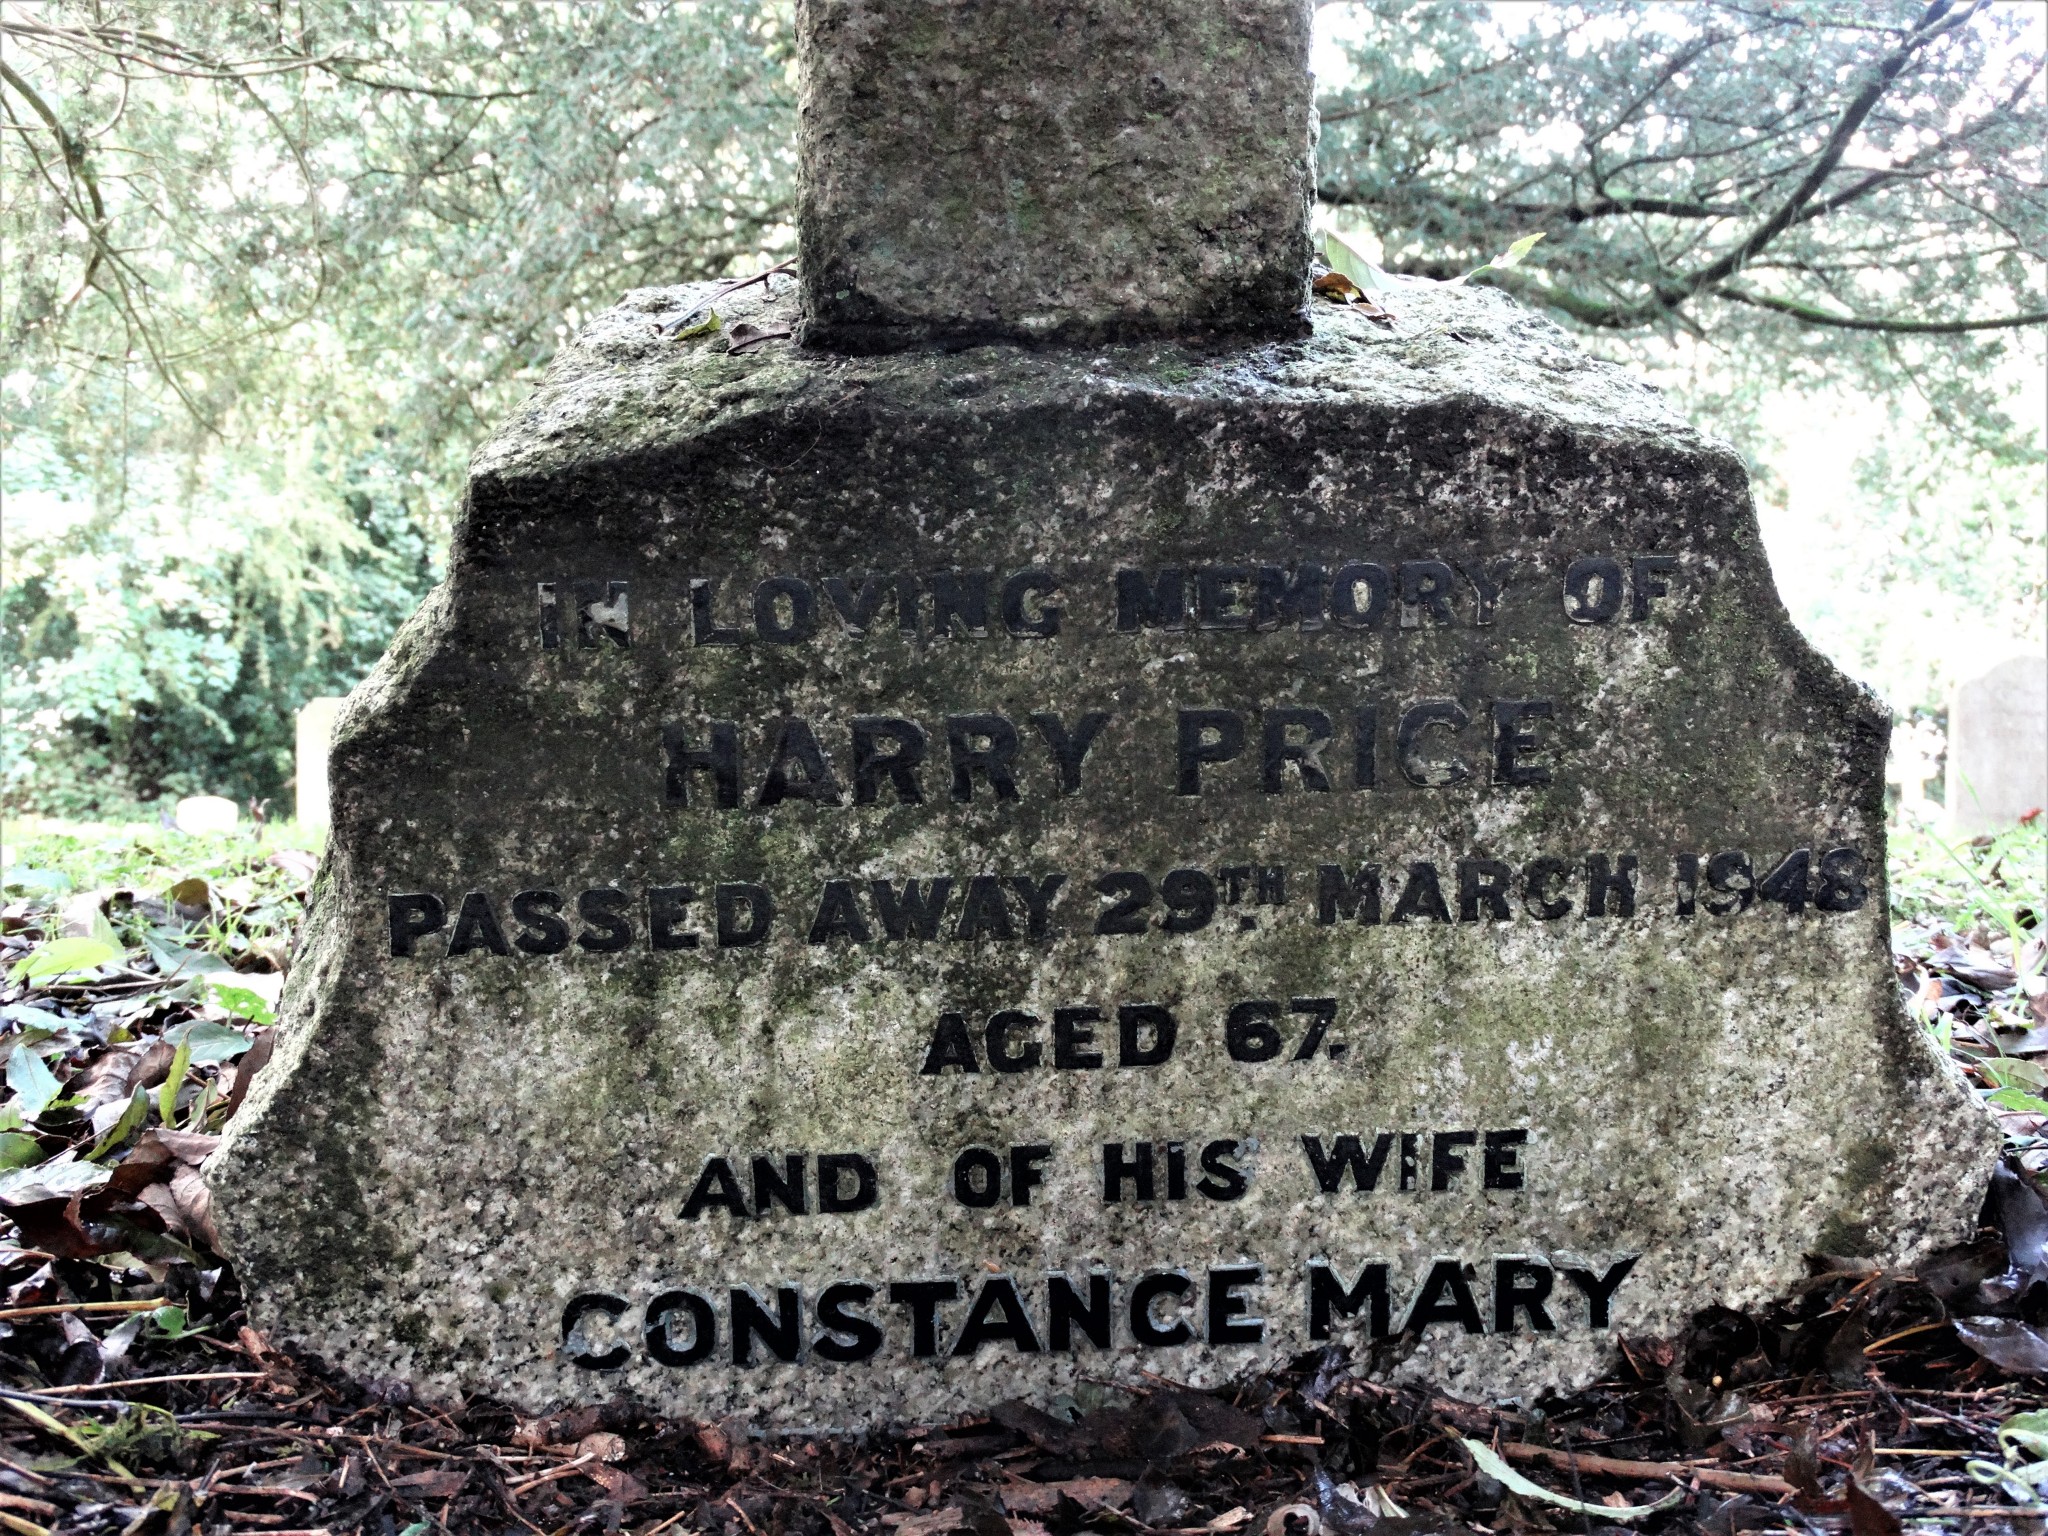 IN LOVING MEMORY OF
HARRY PRICE
PASSED AWAY 29TH. MARCH 1948
AGED 67.
AND OF HIS WIFE
CONSTANCE MARY